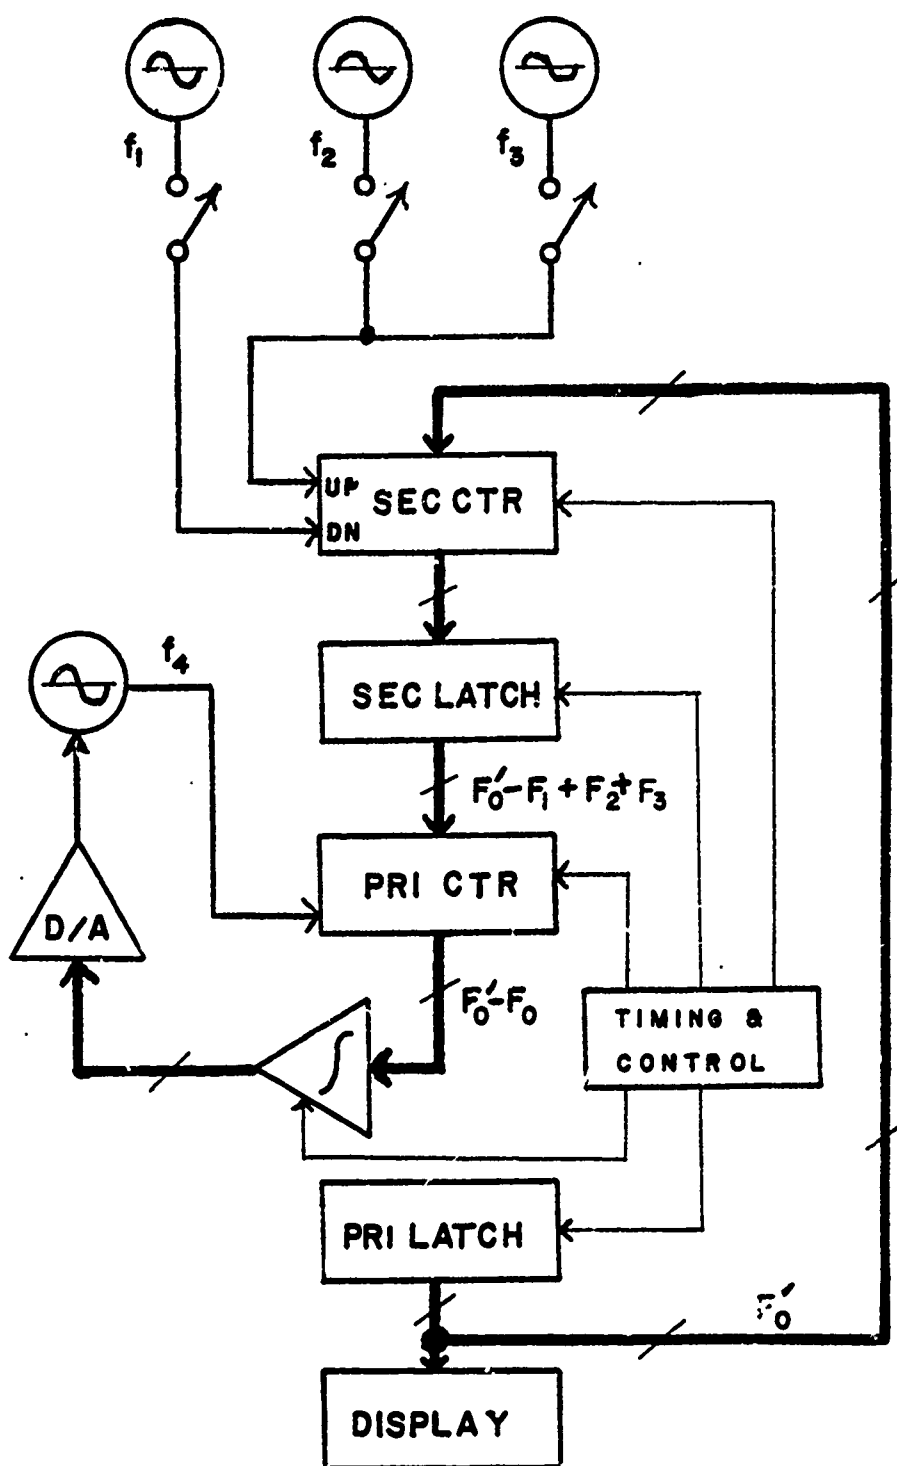 f₁
f₂
f₃
UP
SEC CTR
DN
f₄
SEC LATCH
F₀′-F₁+F₂+F₃
PRI CTR
D/A
F₀′-F₀
TIMING &
CONTROL
∫
PRI LATCH
F₀′
DISPLAY